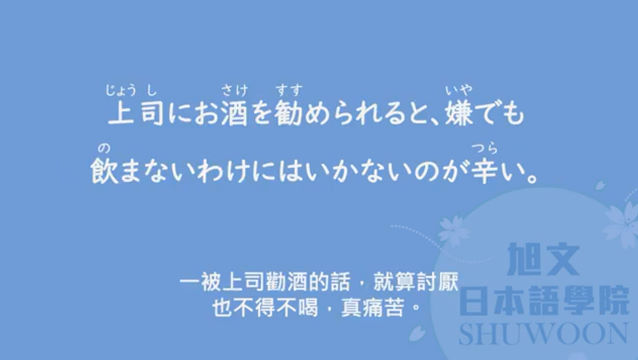 じょうし さけ すす いや
上司にお酒を勧められると、嫌でも
の つら
飲まないわけにはいかないのが辛い。
一被上司勸酒的話，就算討厭
也不得不喝，真痛苦。
旭文
日本語學院
SHUWOON